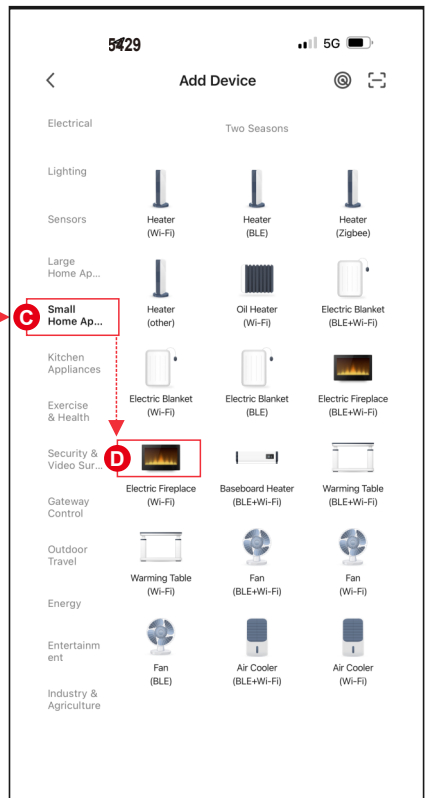 5G
Add Device
Electrical
Lighting
Sensors
Large
Home Ap...
C
Small
Home Ap...
Kitchen
Appliances
Exercise
& Health
Security &
Video Sur...
Gateway
Control
Outdoor
Travel
Energy
Entertainm
ent
Industry &
Agriculture
Two Seasons
Heater
(Wi-Fi)
Heater
(BLE)
Heater
(Zigbee)
Heater
(other)
Oil Heater
(Wi-Fi)
Electric Blanket
(BLE+Wi-Fi)
Electric Blanket
(Wi-Fi)
Electric Blanket
(BLE)
Electric Fireplace
(BLE+Wi-Fi)
D
Electric Fireplace
(Wi-Fi)
Baseboard Heater
(BLE+Wi-Fi)
Warming Table
(BLE+Wi-Fi)
Warming Table
(Wi-Fi)
Fan
(BLE+Wi-Fi)
Fan
(Wi-Fi)
Fan
(BLE)
Air Cooler
(BLE+Wi-Fi)
Air Cooler
(Wi-Fi)